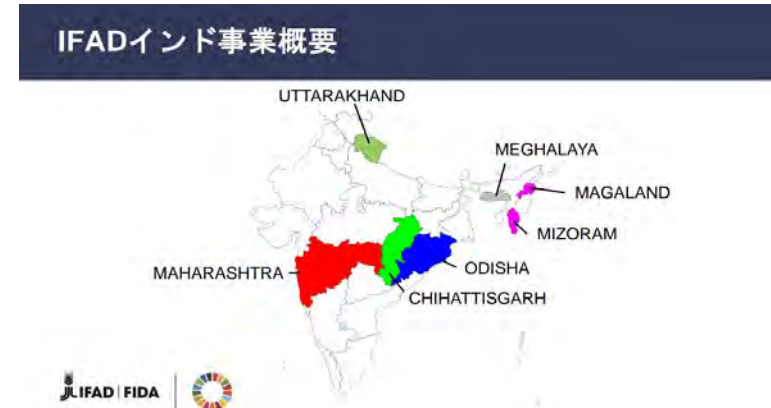 IFADインド事業概要
UTTARAKHAND
MEGHALAYA
MAGALAND
MIZORAM
ODISHA
MAHARASHTRA
CHIHATTISGARH
JLIFAD | FIDA